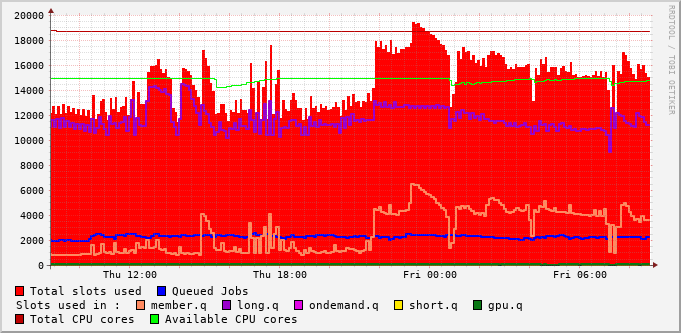 20000
18000
16000
14000
12000
10000
8000
6000
4000
2000
0
Thu 12:00 Thu 18:00 Fri 00:00 Fri 06:00
RRDTOOL / TOBI OETIKER
Total slots used Queued Jobs
Slots used in : member.q long.q ondemand.q short.q gpu.q
Total CPU cores Available CPU cores